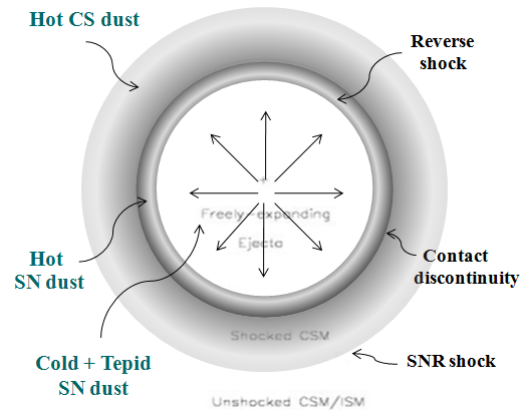 Hot CS dust
Reverse
shock
Freely-expanding
Ejecta
Hot
SN dust
Contact
discontinuity
Shocked CSM
Cold + Tepid
SN dust
SNR shock
Unshocked CSM/ISM